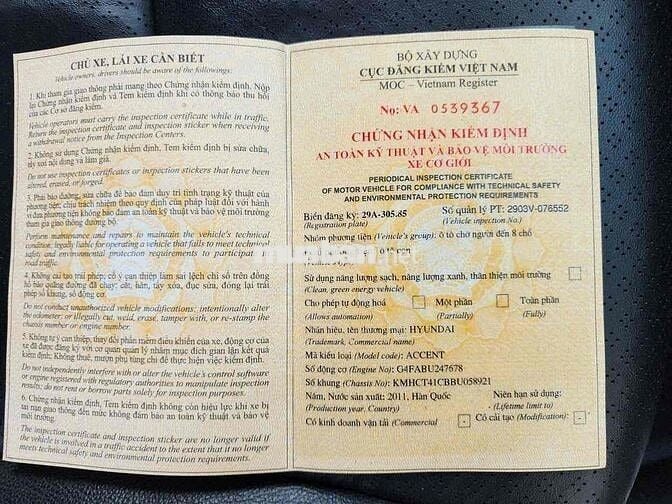 CHỦ XE, LÁI XE CẦN BIẾT
Vehicle owners, drivers should be aware of the followings:
1. Khi tham gia giao thông phải mang theo Chứng nhận kiểm định. Nộp
lại Chứng nhận kiểm định và Tem kiểm định khi có thông báo thu hồi
của các Cơ sở đăng kiểm.
Vehicle operators must carry the inspection certificate while in traffic.
Return the inspection certificate and inspection sticker when receiving
a withdrawal notice from the Inspection Centers.
2. Không sử dụng Chứng nhận kiểm định, Tem kiểm định bị sửa chữa,
tẩy xoá nội dung và làm giả.
Do not use inspection certificates or inspection stickers that have been
altered, erased, or forged.
3. Phải bảo dưỡng, sửa chữa để bảo đảm duy trì tình trạng kỹ thuật của
phương tiện; chịu trách nhiệm theo quy định của pháp luật đối với hành
vi đưa phương tiện không bảo đảm an toàn kỹ thuật và bảo vệ môi trường
tham gia giao thông đường bộ.
Perform maintenance and repairs to maintain the vehicle's technical
condition; legally liable for operating a vehicle that fails to meet technical
safety and environmental protection requirements to participate in
road traffic.
4. Không cải tạo trái phép; cố ý can thiệp làm sai lệch chỉ số trên đồng
hồ báo quãng đường đã chạy; cắt, hàn, tẩy xóa, đục sửa, đóng lại trái
phép số khung, số động cơ.
Do not conduct unauthorized vehicle modifications; intentionally alter
the odometer; or illegally cut, weld, erase, tamper with, or re-stamp the
chassis number or engine number.
5. Không tự ý can thiệp, thay đổi phần mềm điều khiển của xe, động cơ của
xe đã được đăng ký với cơ quan quản lý nhằm mục đích gian lận kết quả
kiểm định; Không thuê, mượn phụ tùng chỉ để thực hiện việc kiểm định.
Do not independently interfere with or alter the vehicle's control software
or engine registered with regulatory authorities to manipulate inspection
results; do not rent or borrow parts solely for inspection purposes.
6. Chứng nhận kiểm định, Tem kiểm định không còn hiệu lực khi xe bị
tai nạn giao thông đến mức không đảm bảo an toàn kỹ thuật và bảo vệ
môi trường.
The inspection certificate and inspection sticker are no longer valid if
the vehicle is involved in a traffic accident to the extent that it no longer
meets technical safety and environmental protection requirements.
BỘ XÂY DỰNG
CỤC ĐĂNG KIỂM VIỆT NAM
MOC – Vietnam Register
No: VA 0539367
CHỨNG NHẬN KIỂM ĐỊNH
AN TOÀN KỸ THUẬT VÀ BẢO VỆ MÔI TRƯỜNG
XE CƠ GIỚI
PERIODICAL INSPECTION CERTIFICATE
OF MOTOR VEHICLE FOR COMPLIANCE WITH TECHNICAL SAFETY
AND ENVIRONMENTAL PROTECTION REQUIREMENTS
Biển đăng ký: 29A-305.85 Số quản lý PT: 2903V-076552
(Registration plate) (Vehicle inspection No.)
Nhóm phương tiện (Vehicle's group): ô tô chở người đến 8 chỗ
Sử dụng năng lượng sạch, năng lượng xanh, thân thiện môi trường
(Clean, green energy vehicle)
Cho phép tự động hoá Một phần Toàn phần
(Allows automation) (Partially) (Fully)
Nhãn hiệu, tên thương mại: HYUNDAI
(Trademark, Commercial name)
Mã kiểu loại (Model code): ACCENT
Số động cơ (Engine No): G4FABU247678
Số khung (Chassis No): KMHCT41CBBU058921
Năm, Nước sản xuất: 2011, Hàn Quốc Niên hạn sử dụng:
(Production year, Country) (Lifetime limit to)
Có kinh doanh vận tải (Commercial Có cải tạo (Modification):